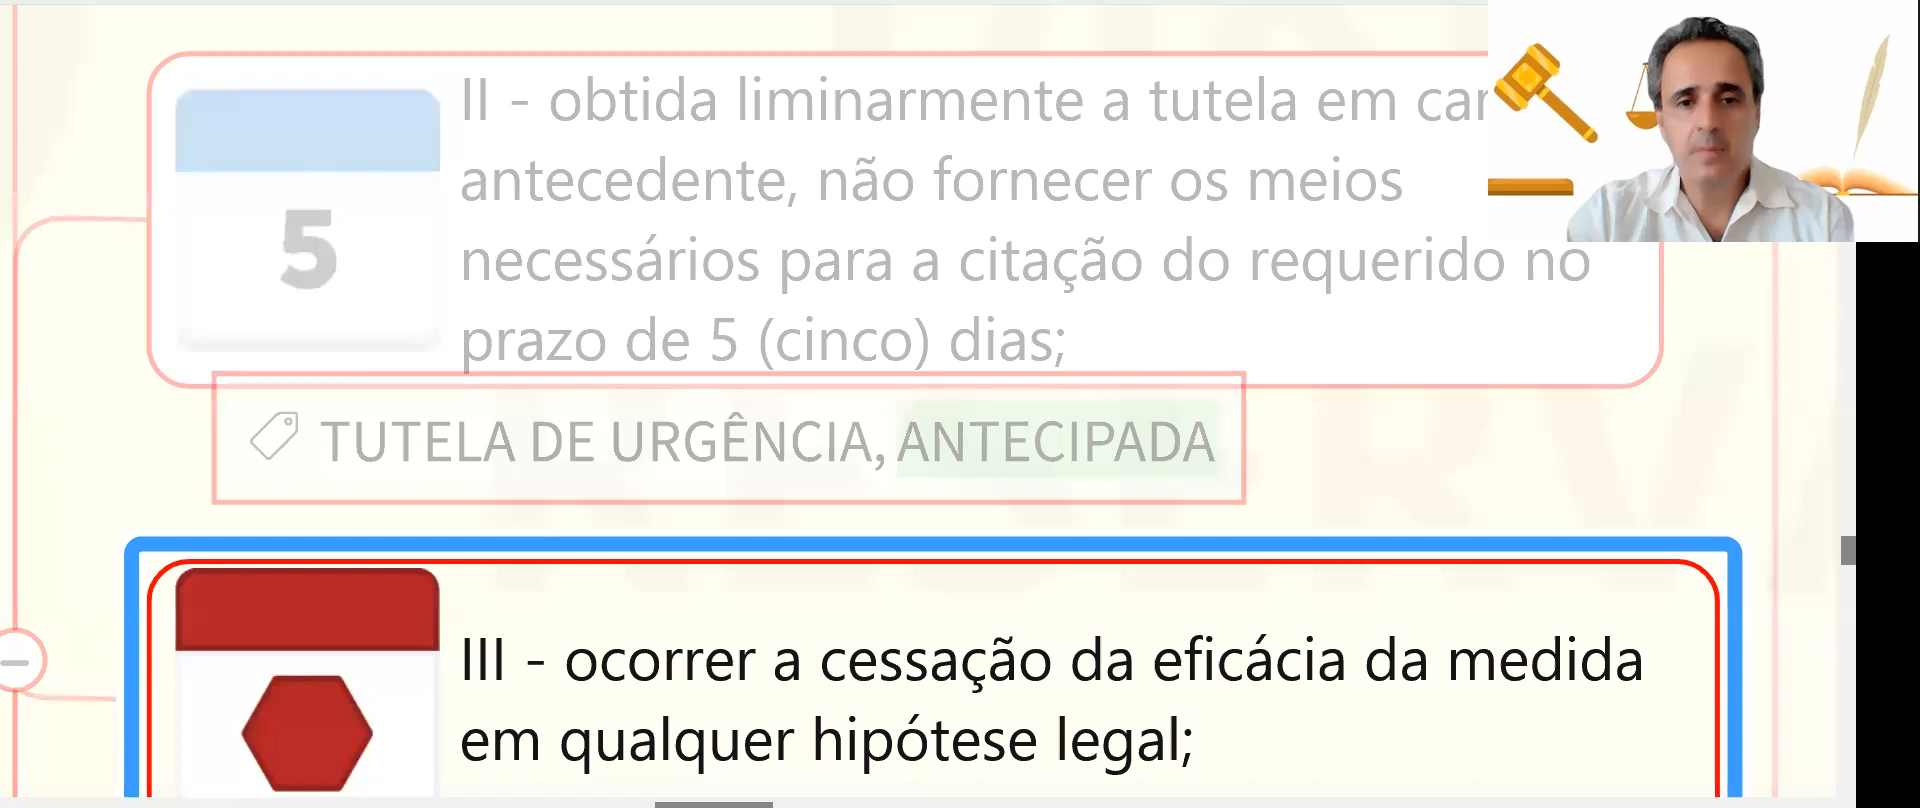 II - obtida liminarmente a tutela em
antecedente, não fornecer os meios
necessários para a citação do requerido no
5
prazo de 5 (cinco) dias;
TUTELA DE URGÊNCIA, ANTECIPADA
III - ocorrer a cessação da eficácia da medida
em qualquer hipótese legal;